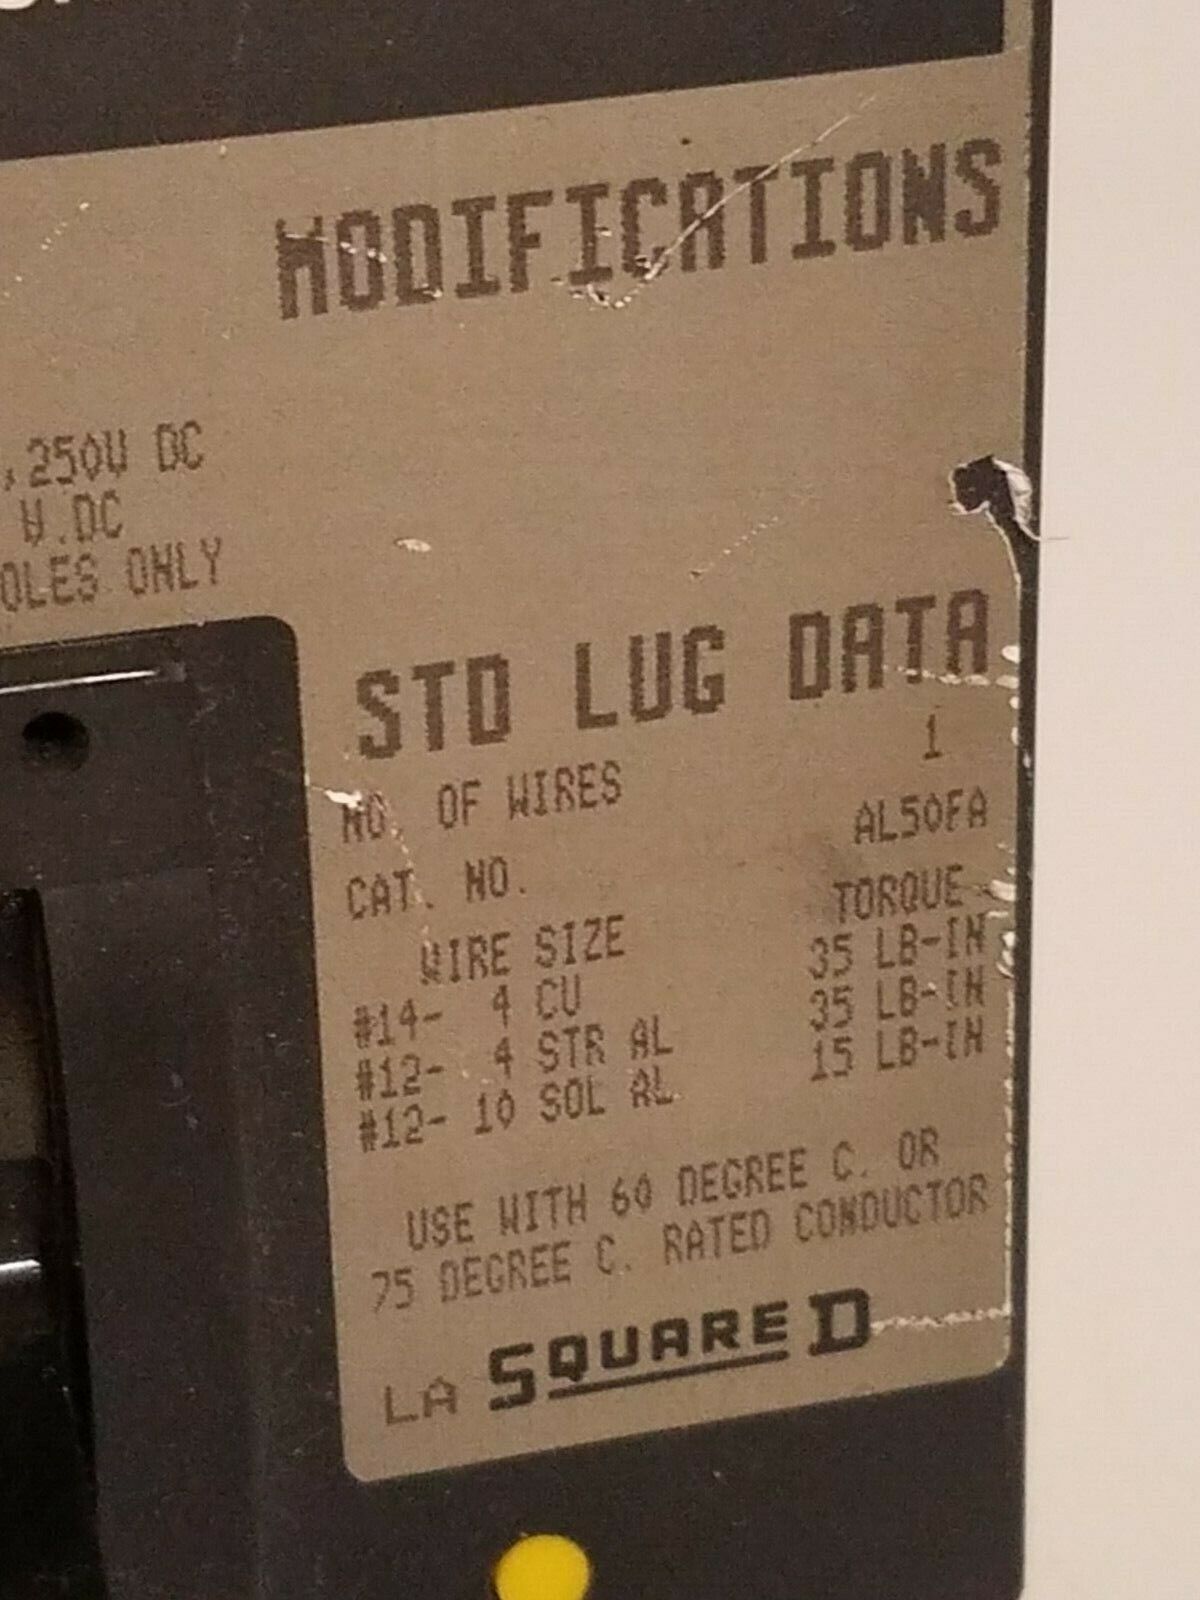 MODIFICATIONS
,250V DC
V.DC
OLES ONLY
STD LUG DATA
NO. OF WIRES 1
CAT. NO. AL50FA
WIRE SIZE TORQUE
#14- 4 CU 35 LB-IN
#12- 4 STR AL 35 LB-IN
#12- 10 SOL AL 15 LB-IN
USE WITH 60 DEGREE C. OR
75 DEGREE C. RATED CONDUCTOR
LA SQUARE D